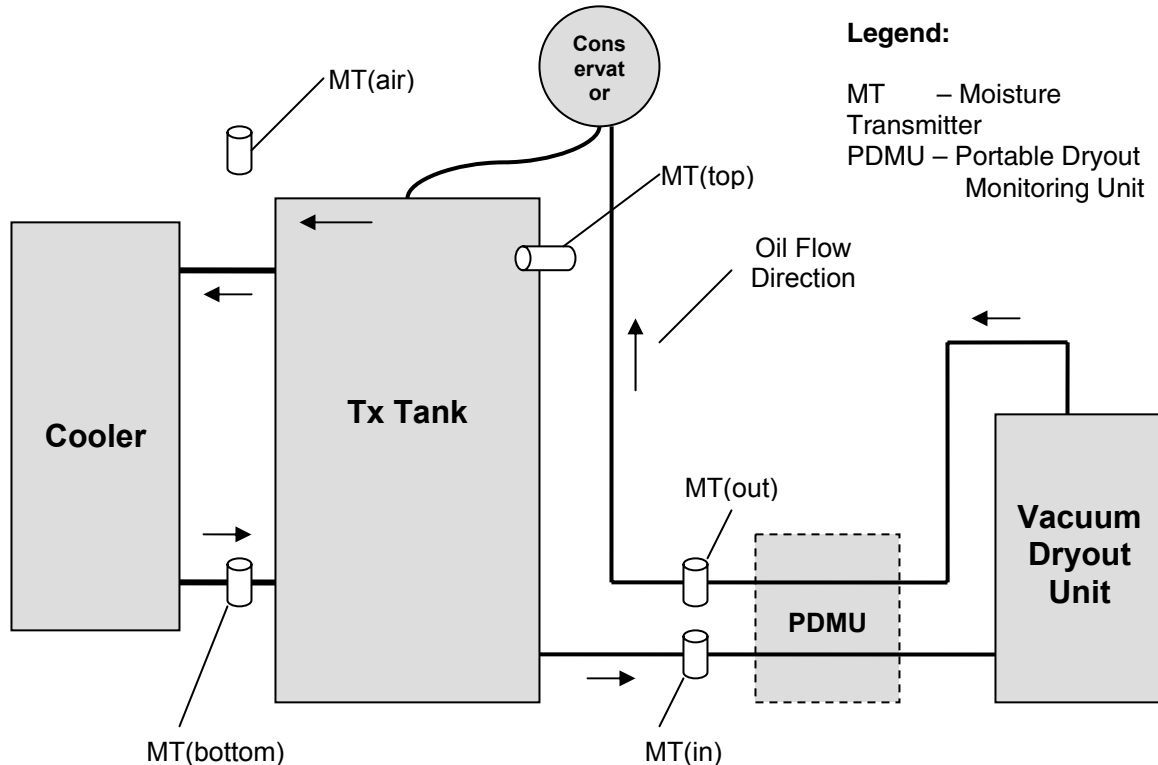 Cons
ervat
or
Legend:
MT – Moisture
Transmitter
PDMU – Portable Dryout
Monitoring Unit
MT(air)
MT(top)
Oil Flow
Direction
Cooler
Tx Tank
MT(out)
Vacuum
Dryout
Unit
PDMU
MT(bottom)
MT(in)